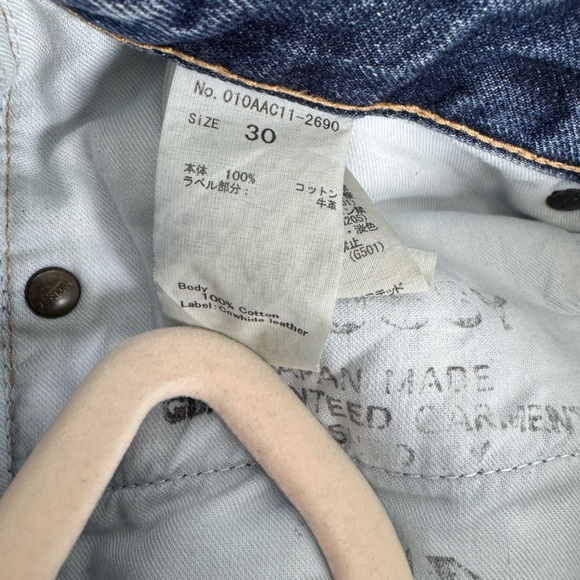 No. 010AAC11-2690
SiZE 30
本体 100% コットン
ラベル部分: 牛革
Body
100% Cotton
Label: Cowhide leather
淡色
(G501)
JAPAN MADE
GUARANTEED GARMENT